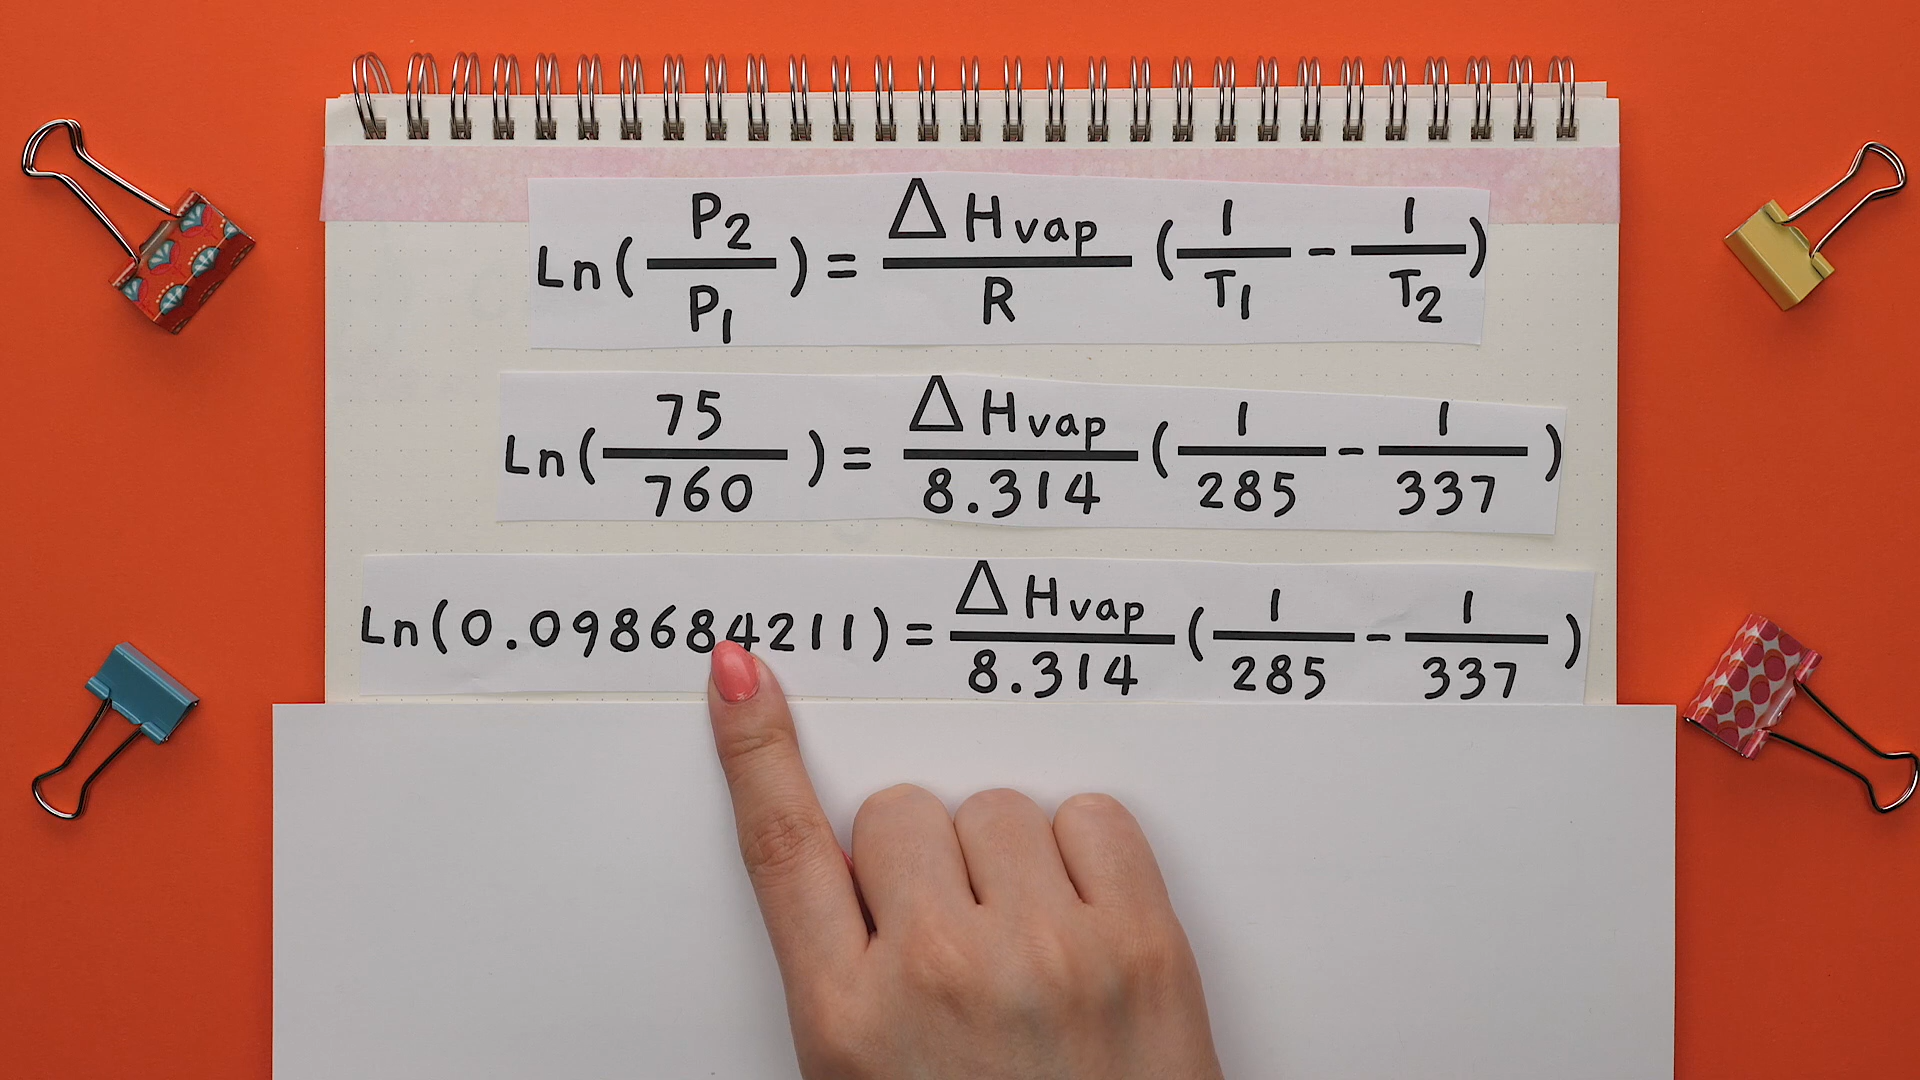 Ln(P2/P1) = ΔHvap/R (1/T1 - 1/T2)
Ln(75/760) = ΔHvap/8.314 (1/285 - 1/337)
Ln(0.098684211) = ΔHvap/8.314 (1/285 - 1/337)